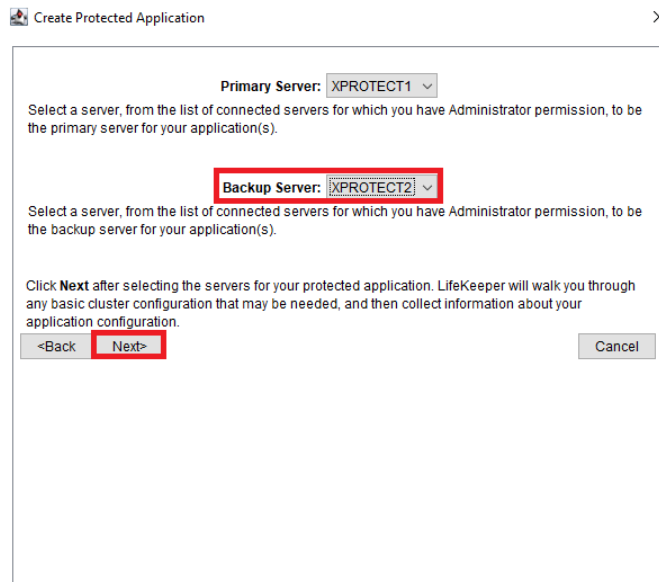 Create Protected Application
Primary Server: XPROTECT1
Select a server, from the list of connected servers for which you have Administrator permission, to be
the primary server for your application(s).
Backup Server: XPROTECT2
Select a server, from the list of connected servers for which you have Administrator permission, to be
the backup server for your application(s).
Click Next after selecting the servers for your protected application. LifeKeeper will walk you through
any basic cluster configuration that may be needed, and then collect information about your
application configuration.
<Back Next> Cancel